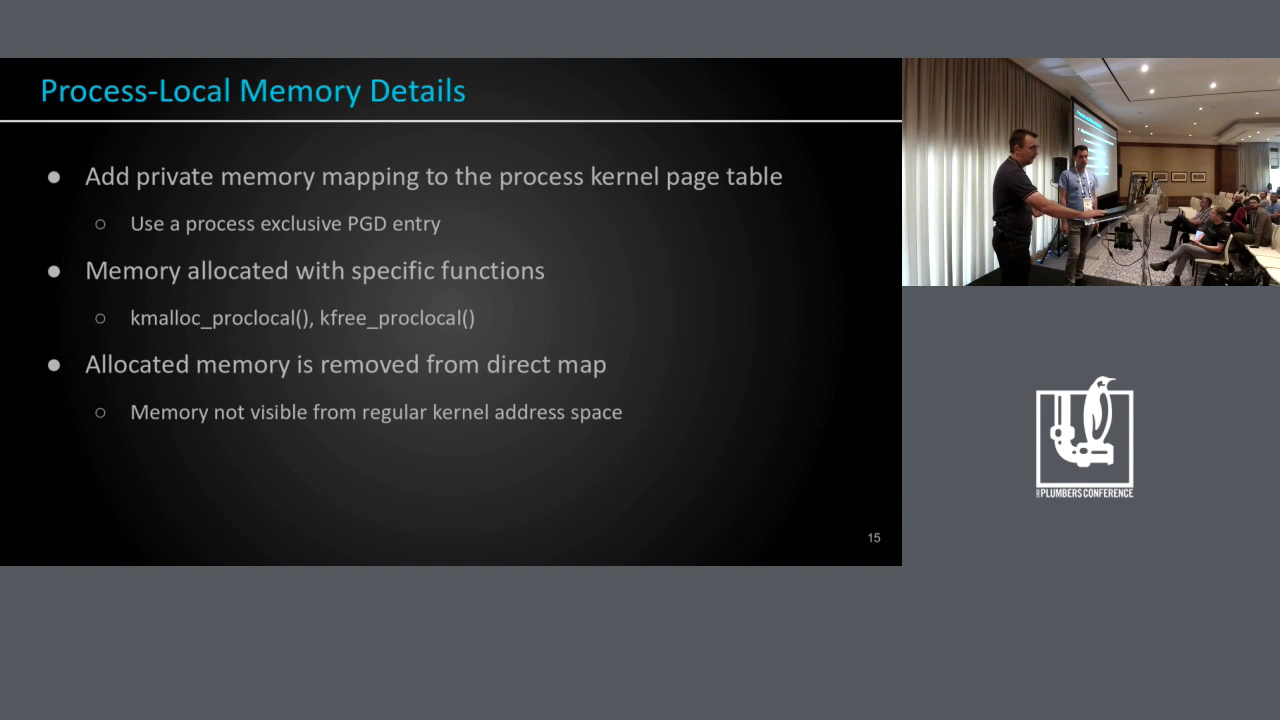 Process-Local Memory Details
● Add private memory mapping to the process kernel page table
○ Use a process exclusive PGD entry
● Memory allocated with specific functions
○ kmalloc_proclocal(), kfree_proclocal()
● Allocated memory is removed from direct map
○ Memory not visible from regular kernel address space
15
PLUMBERS CONFERENCE